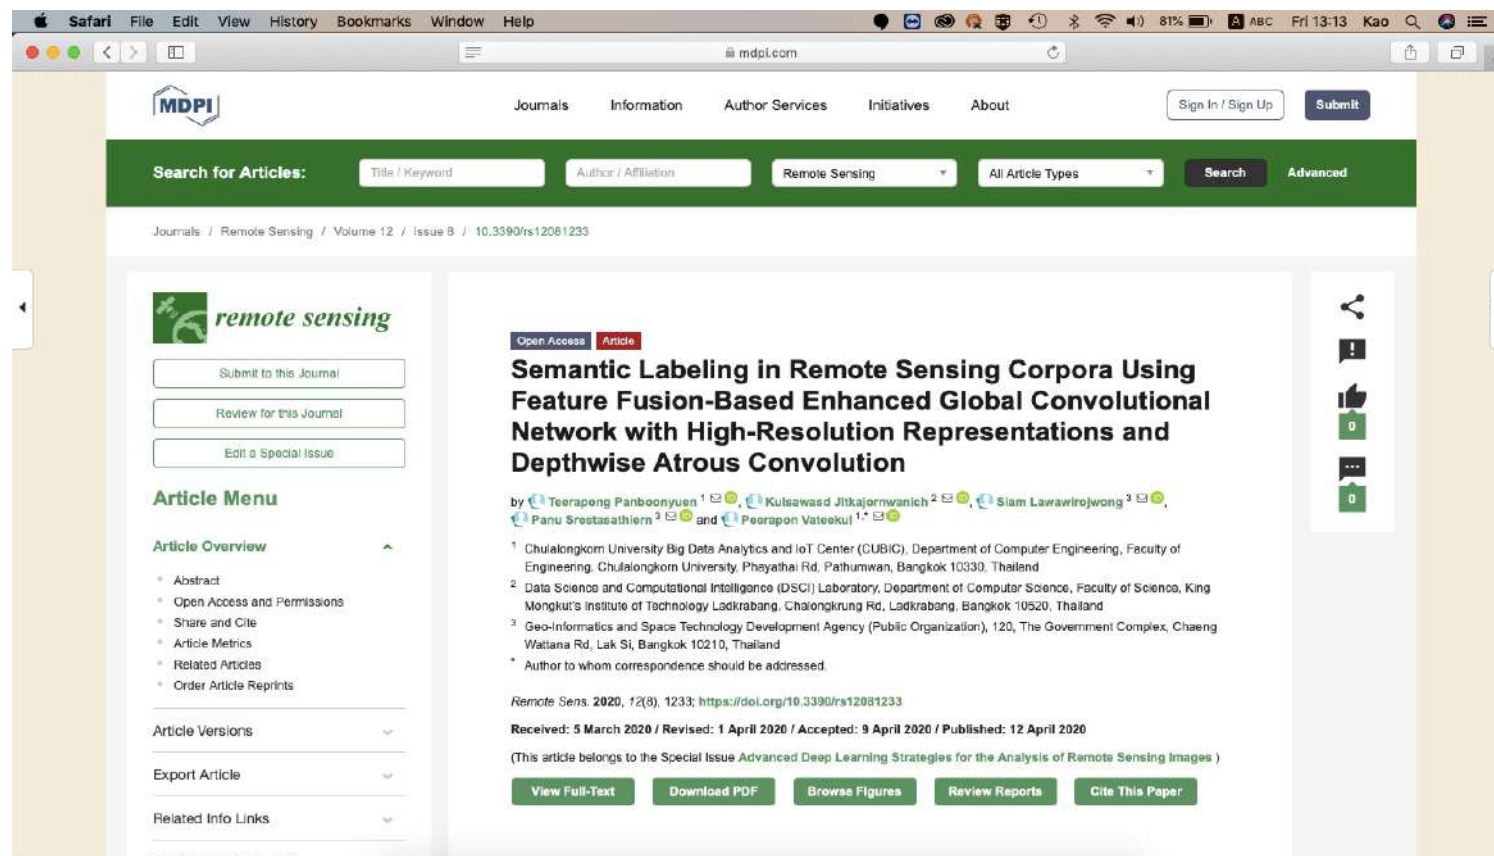 Safari File Edit View History Bookmarks Window Help 81% A ABC Fri 13:13 Kao
mdpi.com
MDPI
Journals Information Author Services Initiatives About Sign In / Sign Up Submit
Search for Articles: Title / Keyword Author / Affiliation Remote Sensing All Article Types Search Advanced
Journals / Remote Sensing / Volume 12 / Issue 8 / 10.3390/rs12081233
remote sensing
Submit to this Journal
Review for this Journal
Edit a Special Issue
Article Menu
Article Overview
Abstract
Open Access and Permissions
Share and Cite
Article Metrics
Related Articles
Order Article Reprints
Article Versions
Export Article
Related Info Links
Open Access Article
Semantic Labeling in Remote Sensing Corpora Using
Feature Fusion-Based Enhanced Global Convolutional
Network with High-Resolution Representations and
Depthwise Atrous Convolution
by Teerapong Panboonyuen 1, Kulsawasd Jitkajornwanich 2, Siam Lawawirojwong 3,
Panu Srestasathiern 3 and Peerapon Vateekul 1,*
1 Chulalongkorn University Big Data Analytics and IoT Center (CUBIC), Department of Computer Engineering, Faculty of
Engineering, Chulalongkorn University, Phayathai Rd, Pathumwan, Bangkok 10330, Thailand
2 Data Science and Computational Intelligence (DSCI) Laboratory, Department of Computer Science, Faculty of Science, King
Mongkut's Institute of Technology Ladkrabang, Chalongkrung Rd, Ladkrabang, Bangkok 10520, Thailand
3 Geo-Informatics and Space Technology Development Agency (Public Organization), 120, The Government Complex, Chaeng
Wattana Rd, Lak Si, Bangkok 10210, Thailand
* Author to whom correspondence should be addressed.
Remote Sens. 2020, 12(8), 1233; https://doi.org/10.3390/rs12081233
Received: 5 March 2020 / Revised: 1 April 2020 / Accepted: 9 April 2020 / Published: 12 April 2020
(This article belongs to the Special Issue Advanced Deep Learning Strategies for the Analysis of Remote Sensing Images )
View Full-Text Download PDF Browse Figures Review Reports Cite This Paper
0
0